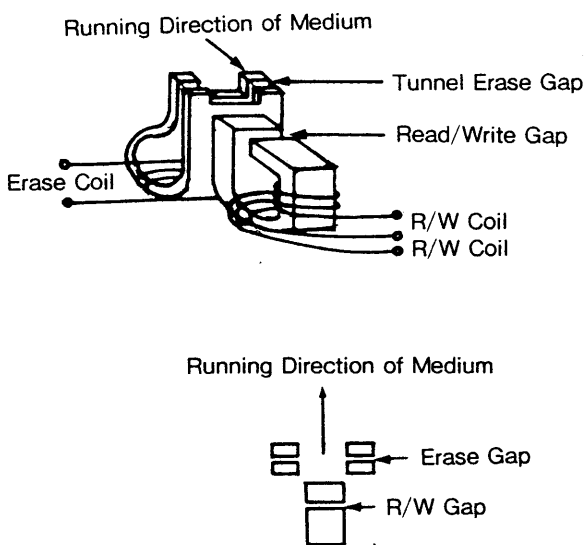 Running Direction of Medium
Tunnel Erase Gap
Read/Write Gap
Erase Coil
R/W Coil
R/W Coil
Running Direction of Medium
Erase Gap
R/W Gap